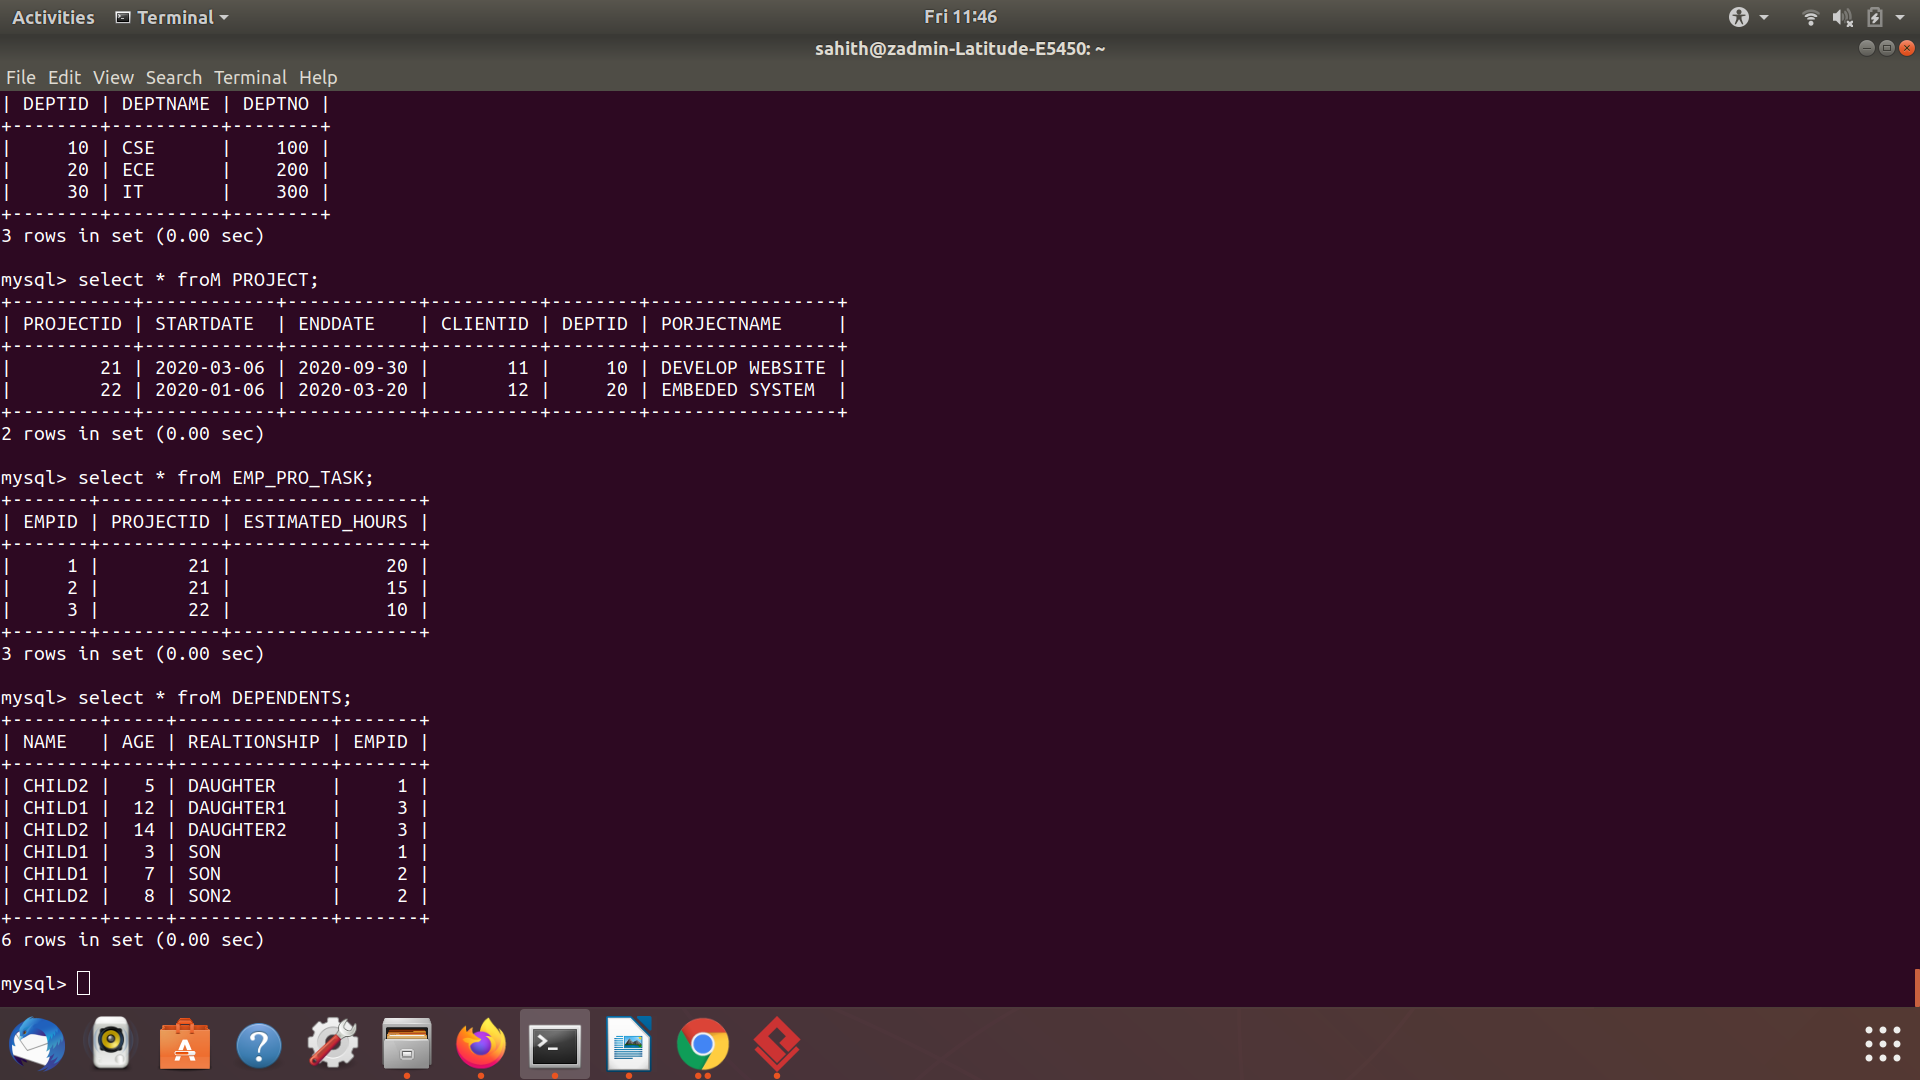 Activities Terminal Fri 11:46
sahith@zadmin-Latitude-E5450: ~
File Edit View Search Terminal Help
| DEPTID | DEPTNAME | DEPTNO |
+--------+----------+--------+
|     10 | CSE      |    100 |
|     20 | ECE      |    200 |
|     30 | IT       |    300 |
+--------+----------+--------+
3 rows in set (0.00 sec)

mysql> select * froM PROJECT;
+-----------+------------+------------+----------+--------+-----------------+
| PROJECTID | STARTDATE  | ENDDATE    | CLIENTID | DEPTID | PORJECTNAME     |
+-----------+------------+------------+----------+--------+-----------------+
|        21 | 2020-03-06 | 2020-09-30 |       11 |     10 | DEVELOP WEBSITE |
|        22 | 2020-01-06 | 2020-03-20 |       12 |     20 | EMBEDED SYSTEM  |
+-----------+------------+------------+----------+--------+-----------------+
2 rows in set (0.00 sec)

mysql> select * froM EMP_PRO_TASK;
+-------+-----------+-----------------+
| EMPID | PROJECTID | ESTIMATED_HOURS |
+-------+-----------+-----------------+
|     1 |        21 |              20 |
|     2 |        21 |              15 |
|     3 |        22 |              10 |
+-------+-----------+-----------------+
3 rows in set (0.00 sec)

mysql> select * froM DEPENDENTS;
+--------+-----+--------------+-------+
| NAME   | AGE | REALTIONSHIP | EMPID |
+--------+-----+--------------+-------+
| CHILD2 |   5 | DAUGHTER     |     1 |
| CHILD1 |  12 | DAUGHTER1    |     3 |
| CHILD2 |  14 | DAUGHTER2    |     3 |
| CHILD1 |   3 | SON          |     1 |
| CHILD1 |   7 | SON          |     2 |
| CHILD2 |   8 | SON2         |     2 |
+--------+-----+--------------+-------+
6 rows in set (0.00 sec)

mysql>